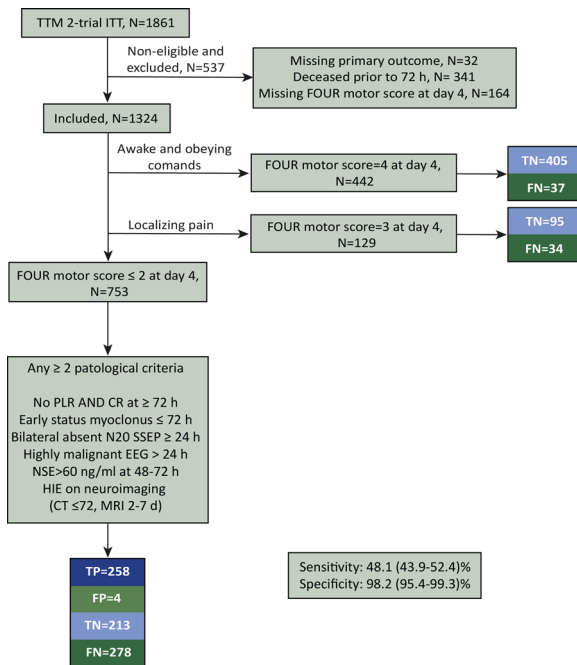 TTM 2-trial ITT, N=1861
Non-eligible and
excluded, N=537
Missing primary outcome, N=32
Deceased prior to 72 h, N= 341
Missing FOUR motor score at day 4, N=164
Included, N=1324
Awake and obeying
comands
FOUR motor score=4 at day 4,
N=442
TN=405
FN=37
Localizing pain
FOUR motor score=3 at day 4,
N=129
TN=95
FN=34
FOUR motor score ≤ 2 at day 4,
N=753
Any ≥ 2 patological criteria
No PLR AND CR at ≥ 72 h
Early status myoclonus ≤ 72 h
Bilateral absent N20 SSEP ≥ 24 h
Highly malignant EEG > 24 h
NSE>60 ng/ml at 48-72 h
HIE on neuroimaging
(CT ≤72, MRI 2-7 d)
TP=258
FP=4
TN=213
FN=278
Sensitivity: 48.1 (43.9-52.4)%
Specificity: 98.2 (95.4-99.3)%